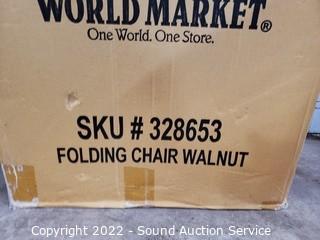 WORLD MARKET®
One World. One Store.
SKU # 328653
FOLDING CHAIR WALNUT
Copyright 2022 - Sound Auction Service